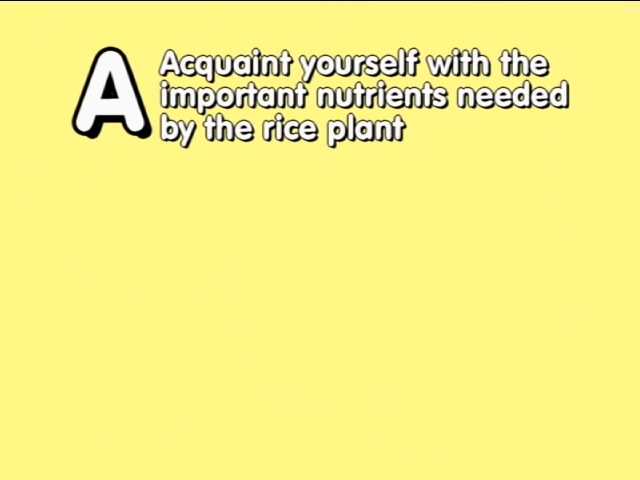 A
Acquaint yourself with the
important nutrients needed
by the rice plant